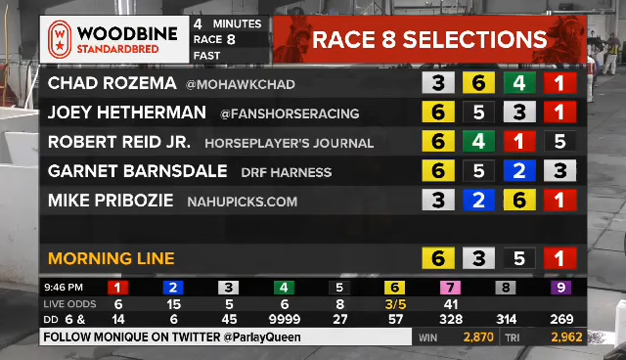 WOODBINE
STANDARDBRED
4 MINUTES
RACE 8
FAST
RACE 8 SELECTIONS
CHAD ROZEMA @MOHAWKCHAD 3 6 4 1
JOEY HETHERMAN @FANSHORSERACING 6 5 3 1
ROBERT REID JR. HORSEPLAYER'S JOURNAL 6 4 1 5
GARNET BARNSDALE DRF HARNESS 6 5 2 3
MIKE PRIBOZIE NAHUPICKS.COM 3 2 6 1
MORNING LINE 6 3 5 1
9:46 PM 1 2 3 4 5 6 7 8 9
LIVE ODDS 6 15 5 6 8 3/5 41
DD 6 & 14 6 45 9999 27 57 328 314 269
FOLLOW MONIQUE ON TWITTER @ParlayQueen WIN 2,870 TRI 2,962